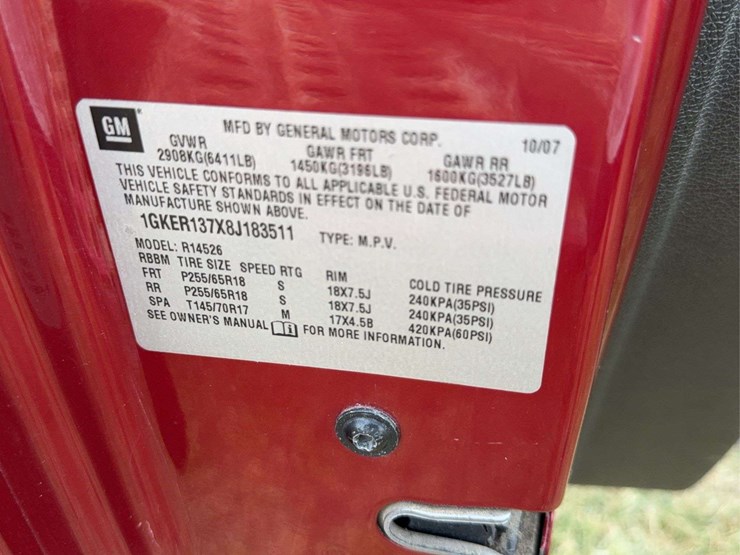 GM
MFD BY GENERAL MOTORS CORP. 10/07
GVWR GAWR FRT GAWR RR
2908KG(6411LB) 1450KG(3196LB) 1600KG(3527LB)
THIS VEHICLE CONFORMS TO ALL APPLICABLE U.S. FEDERAL MOTOR
VEHICLE SAFETY STANDARDS IN EFFECT ON THE DATE OF
MANUFACTURE SHOWN ABOVE.
1GKER137X8J183511 TYPE: M.P.V.
MODEL: R14526
RBBM TIRE SIZE SPEED RTG RIM COLD TIRE PRESSURE
FRT P255/65R18 S 18X7.5J 240KPA(35PSI)
RR P255/65R18 S 18X7.5J 240KPA(35PSI)
SPA T145/70R17 M 17X4.5B 420KPA(60PSI)
SEE OWNER'S MANUAL i FOR MORE INFORMATION.